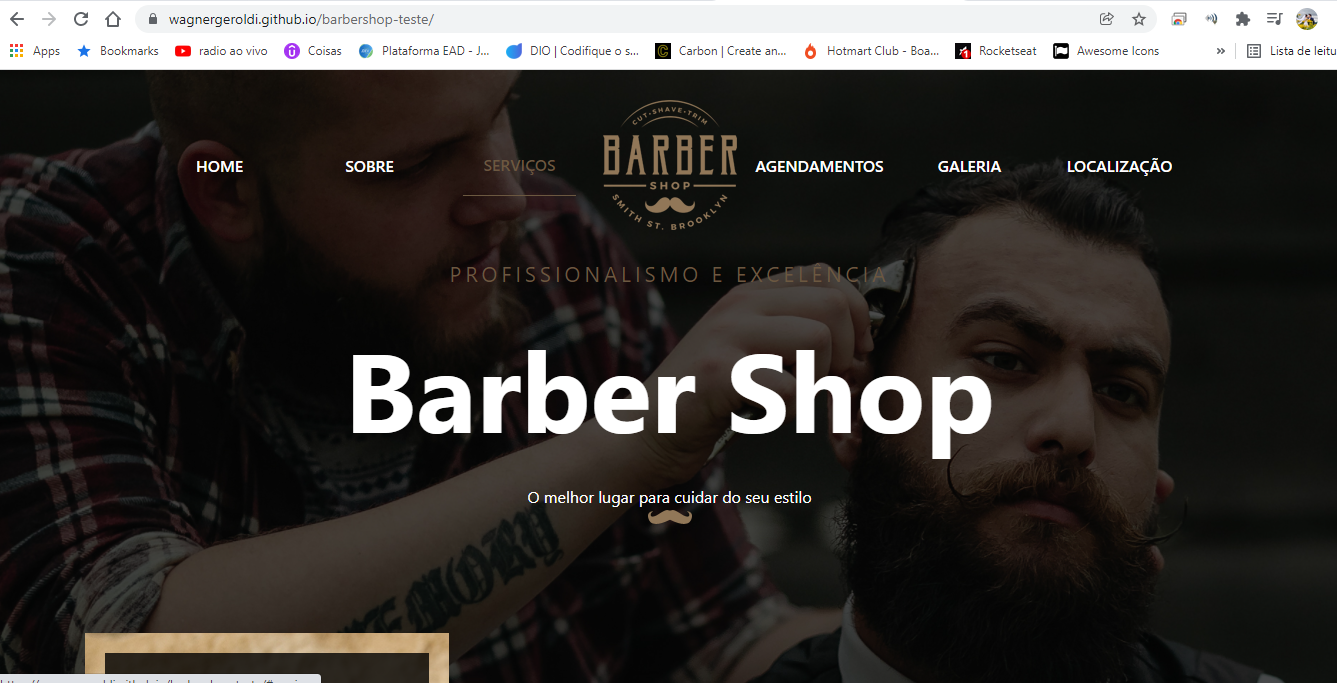 wagnergeroldi.github.io/barbershop-teste/
Apps Bookmarks radio ao vivo Coisas Plataforma EAD - J... DIO | Codifique o s... Carbon | Create an... Hotmart Club - Boa... Rocketseat Awesome Icons » Lista de leitu
CUT-SHAVE-TRIM
BARBER
SHOP
SMITH ST. BROOKLYN
HOME SOBRE SERVIÇOS AGENDAMENTOS GALERIA LOCALIZAÇÃO
PROFISSIONALISMO E EXCELÊNCIA
Barber Shop
O melhor lugar para cuidar do seu estilo